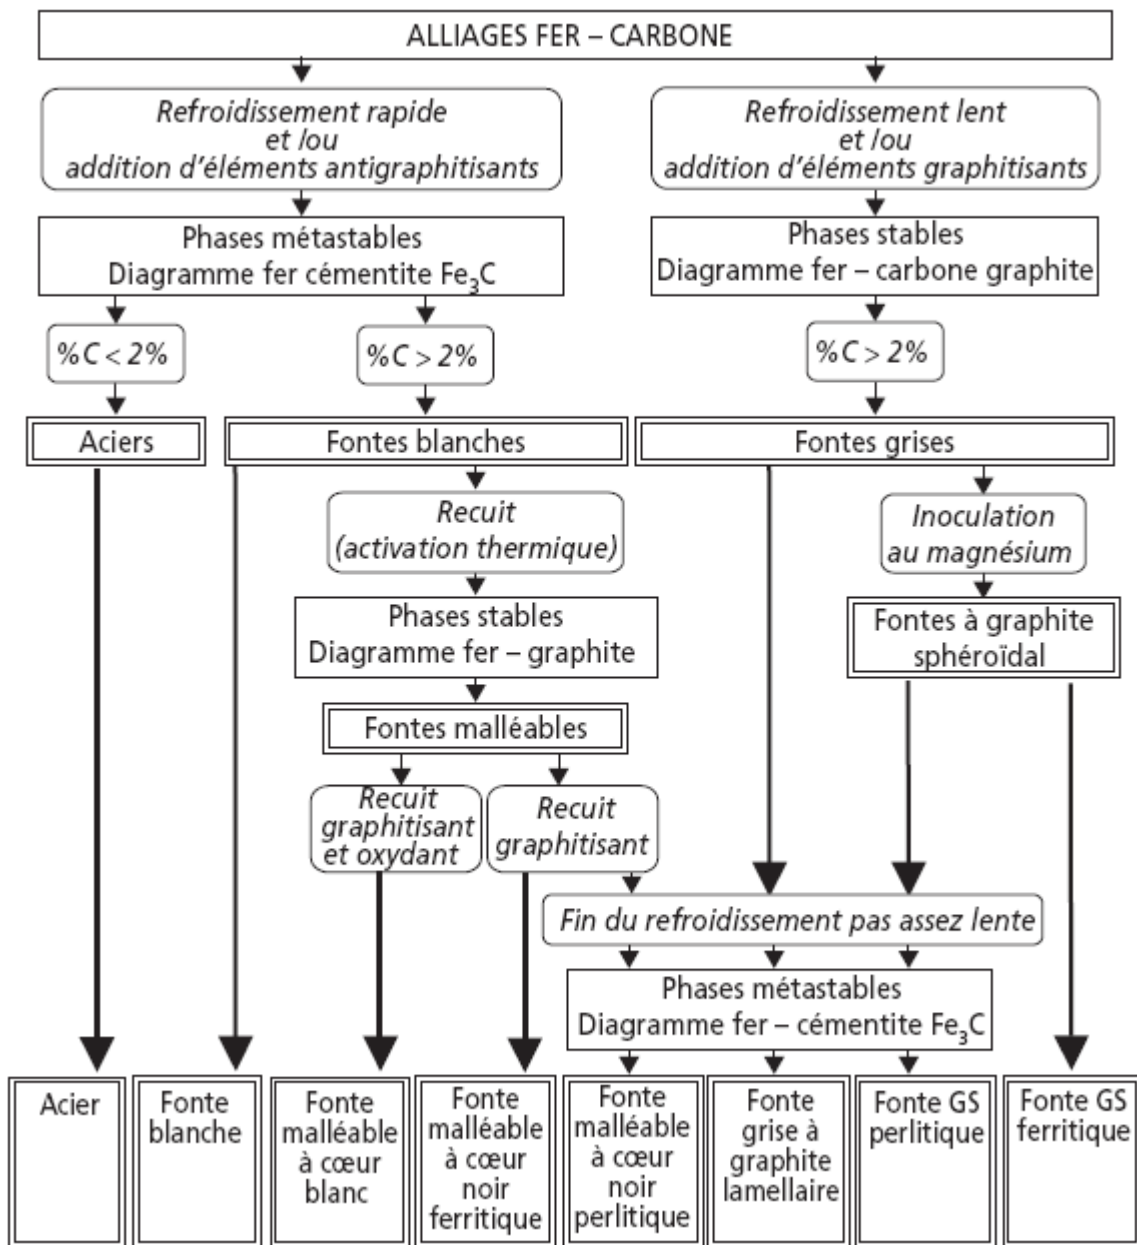 ALLIAGES FER – CARBONE
Refroidissement rapide
et /ou
addition d'éléments antigraphitisants
Refroidissement lent
et /ou
addition d'éléments graphitisants
Phases métastables
Diagramme fer cémentite Fe₃C
Phases stables
Diagramme fer – carbone graphite
%C < 2%
%C > 2%
%C > 2%
Aciers
Fontes blanches
Fontes grises
Recuit
(activation thermique)
Inoculation
au magnésium
Phases stables
Diagramme fer – graphite
Fontes à graphite
sphéroïdal
Fontes malléables
Recuit
graphitisant
et oxydant
Recuit
graphitisant
Fin du refroidissement pas assez lente
Phases métastables
Diagramme fer – cémentite Fe₃C
Acier
Fonte
blanche
Fonte
malléable
à cœur
blanc
Fonte
malléable
à cœur
noir
ferritique
Fonte
malléable
à cœur
noir
perlitique
Fonte
grise à
graphite
lamellaire
Fonte GS
perlitique
Fonte GS
ferritique